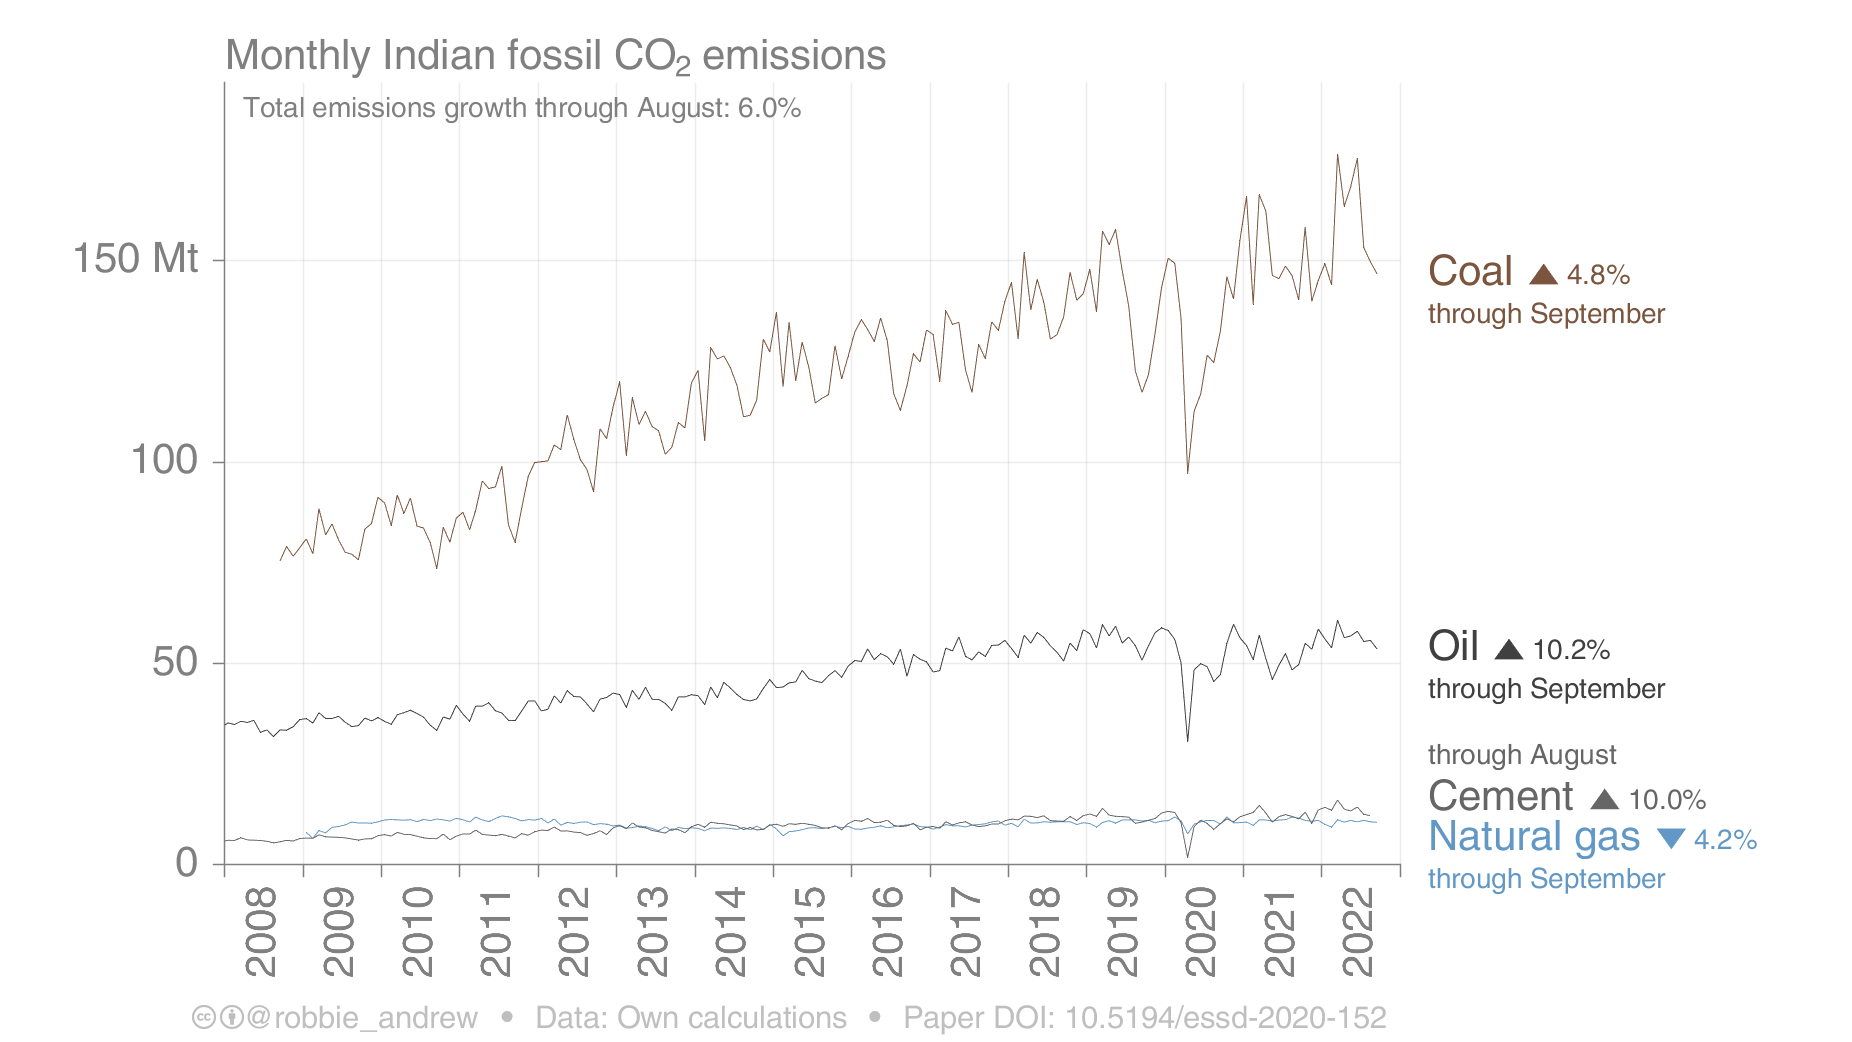 Monthly Indian fossil CO₂ emissions
Total emissions growth through August: 6.0%
150 Mt
100
50
0
2008
2009
2010
2011
2012
2013
2014
2015
2016
2017
2018
2019
2020
2021
2022
Coal ▲ 4.8%
through September
Oil ▲ 10.2%
through September
through August
Cement ▲ 10.0%
Natural gas ▼ 4.2%
through September
@robbie_andrew • Data: Own calculations • Paper DOI: 10.5194/essd-2020-152